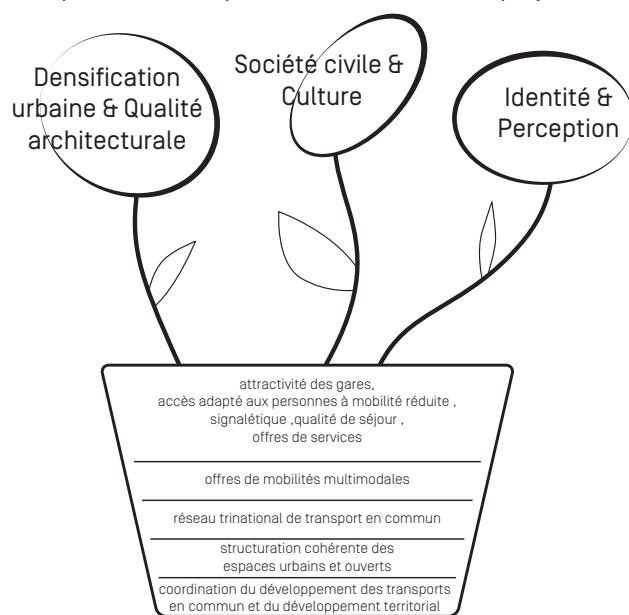 Densification
urbaine & Qualité
architecturale
Société civile &
Culture
Identité &
Perception
attractivité des gares,
accès adapté aux personnes à mobilité réduite ,
signalétique ,qualité de séjour ,
offres de services
offres de mobilités multimodales
réseau trinational de transport en commun
structuration cohérente des
espaces urbains et ouverts
coordination du développement des transports
en commun et du développement territorial